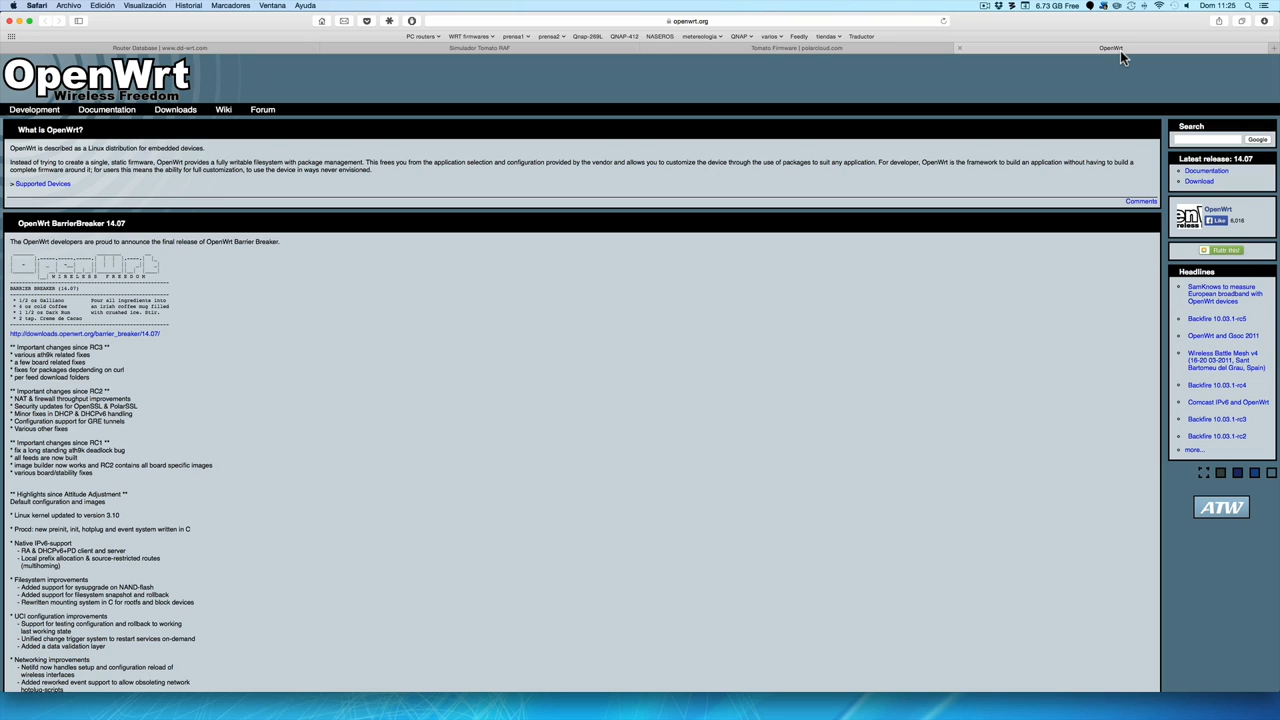 Safari Archivo Edición Visualización Historial Marcadores Ventana Ayuda
6.73 GB Free Dom 11:25
openwrt.org
PC routers WRT firmwares prensa1 prensa2 Qnap-269L QNAP-412 NASEROS metereologia QNAP varios Feedly tiendas Traductor
Router Database | www.dd-wrt.com Simulador Tomato RAF Tomato Firmware | polarcloud.com OpenWrt
OpenWrt
Wireless Freedom
Development Documentation Downloads Wiki Forum
What is OpenWrt?
OpenWrt is described as a Linux distribution for embedded devices.
Instead of trying to create a single, static firmware, OpenWrt provides a fully writable filesystem with package management. This frees you from the application selection and configuration provided by the vendor and allows you to customize the device through the use of packages to suit any application. For developer, OpenWrt is the framework to build an application without having to build a
complete firmware around it; for users this means the ability for full customization, to use the device in ways never envisioned.
> Supported Devices
Comments
OpenWrt BarrierBreaker 14.07
The OpenWrt developers are proud to announce the final release of OpenWrt Barrier Breaker.
W I R E L E S S F R E E D O M
BARRIER BREAKER (14.07)
* 1/2 oz Galliano Pour all ingredients into
* 4 oz cold Coffee an irish coffee mug filled
* 1 1/2 oz Dark Rum with crushed ice. Stir.
* 2 tsp. Creme de Cacao
http://downloads.openwrt.org/barrier_breaker/14.07/
** Important changes since RC3 **
* various ath9k related fixes
* a few board related fixes
* fixes for packages depdending on curl
* per feed download folders
** Important changes since RC2 **
* NAT & firewall throughput improvements
* Security updates for OpenSSL & PolarSSL
* Minor fixes in DHCP & DHCPv6 handling
* Configuration support for GRE tunnels
* Various other fixes
** Important changes since RC1 **
* fix a long standing ath9k deadlock bug
* all feeds are now built
* image builder now works and RC2 contains all board specific images
* various board/stability fixes
** Highlights since Attitude Adjustment **
Default configuration and images
* Linux kernel updated to version 3.10
* Procd: new preinit, init, hotplug and event system written in C
* Native IPv6-support
- RA & DHCPv6+PD client and server
- Local prefix allocation & source-restricted routes
(multihoming)
* Filesystem improvements
- Added support for sysupgrade on NAND-flash
- Added support for filesystem snapshot and rollback
- Rewritten mounting system in C for rootfs and block devices
* UCI configuration improvements
- Support for testing configuration and rollback to working
last working state
- Unified change trigger system to restart services on-demand
- Added a data validation layer
* Networking improvements
- Netifd now handles setup and configuration reload of
wireless interfaces
- Added reworked event support to allow obsoleting network
hotplug-scripts
Search
Google
Latest release: 14.07
Documentation
Download
OpenWrt
Like 6,016
Flattr this!
Headlines
SamKnows to measure
European broadband with
OpenWrt devices
Backfire 10.03.1-rc5
OpenWrt and Gsoc 2011
Wireless Battle Mesh v4
(16-20 03-2011, Sant
Bartomeu del Grau, Spain)
Backfire 10.03.1-rc4
Comcast IPv6 and OpenWrt
Backfire 10.03.1-rc3
Backfire 10.03.1-rc2
more...
ATW